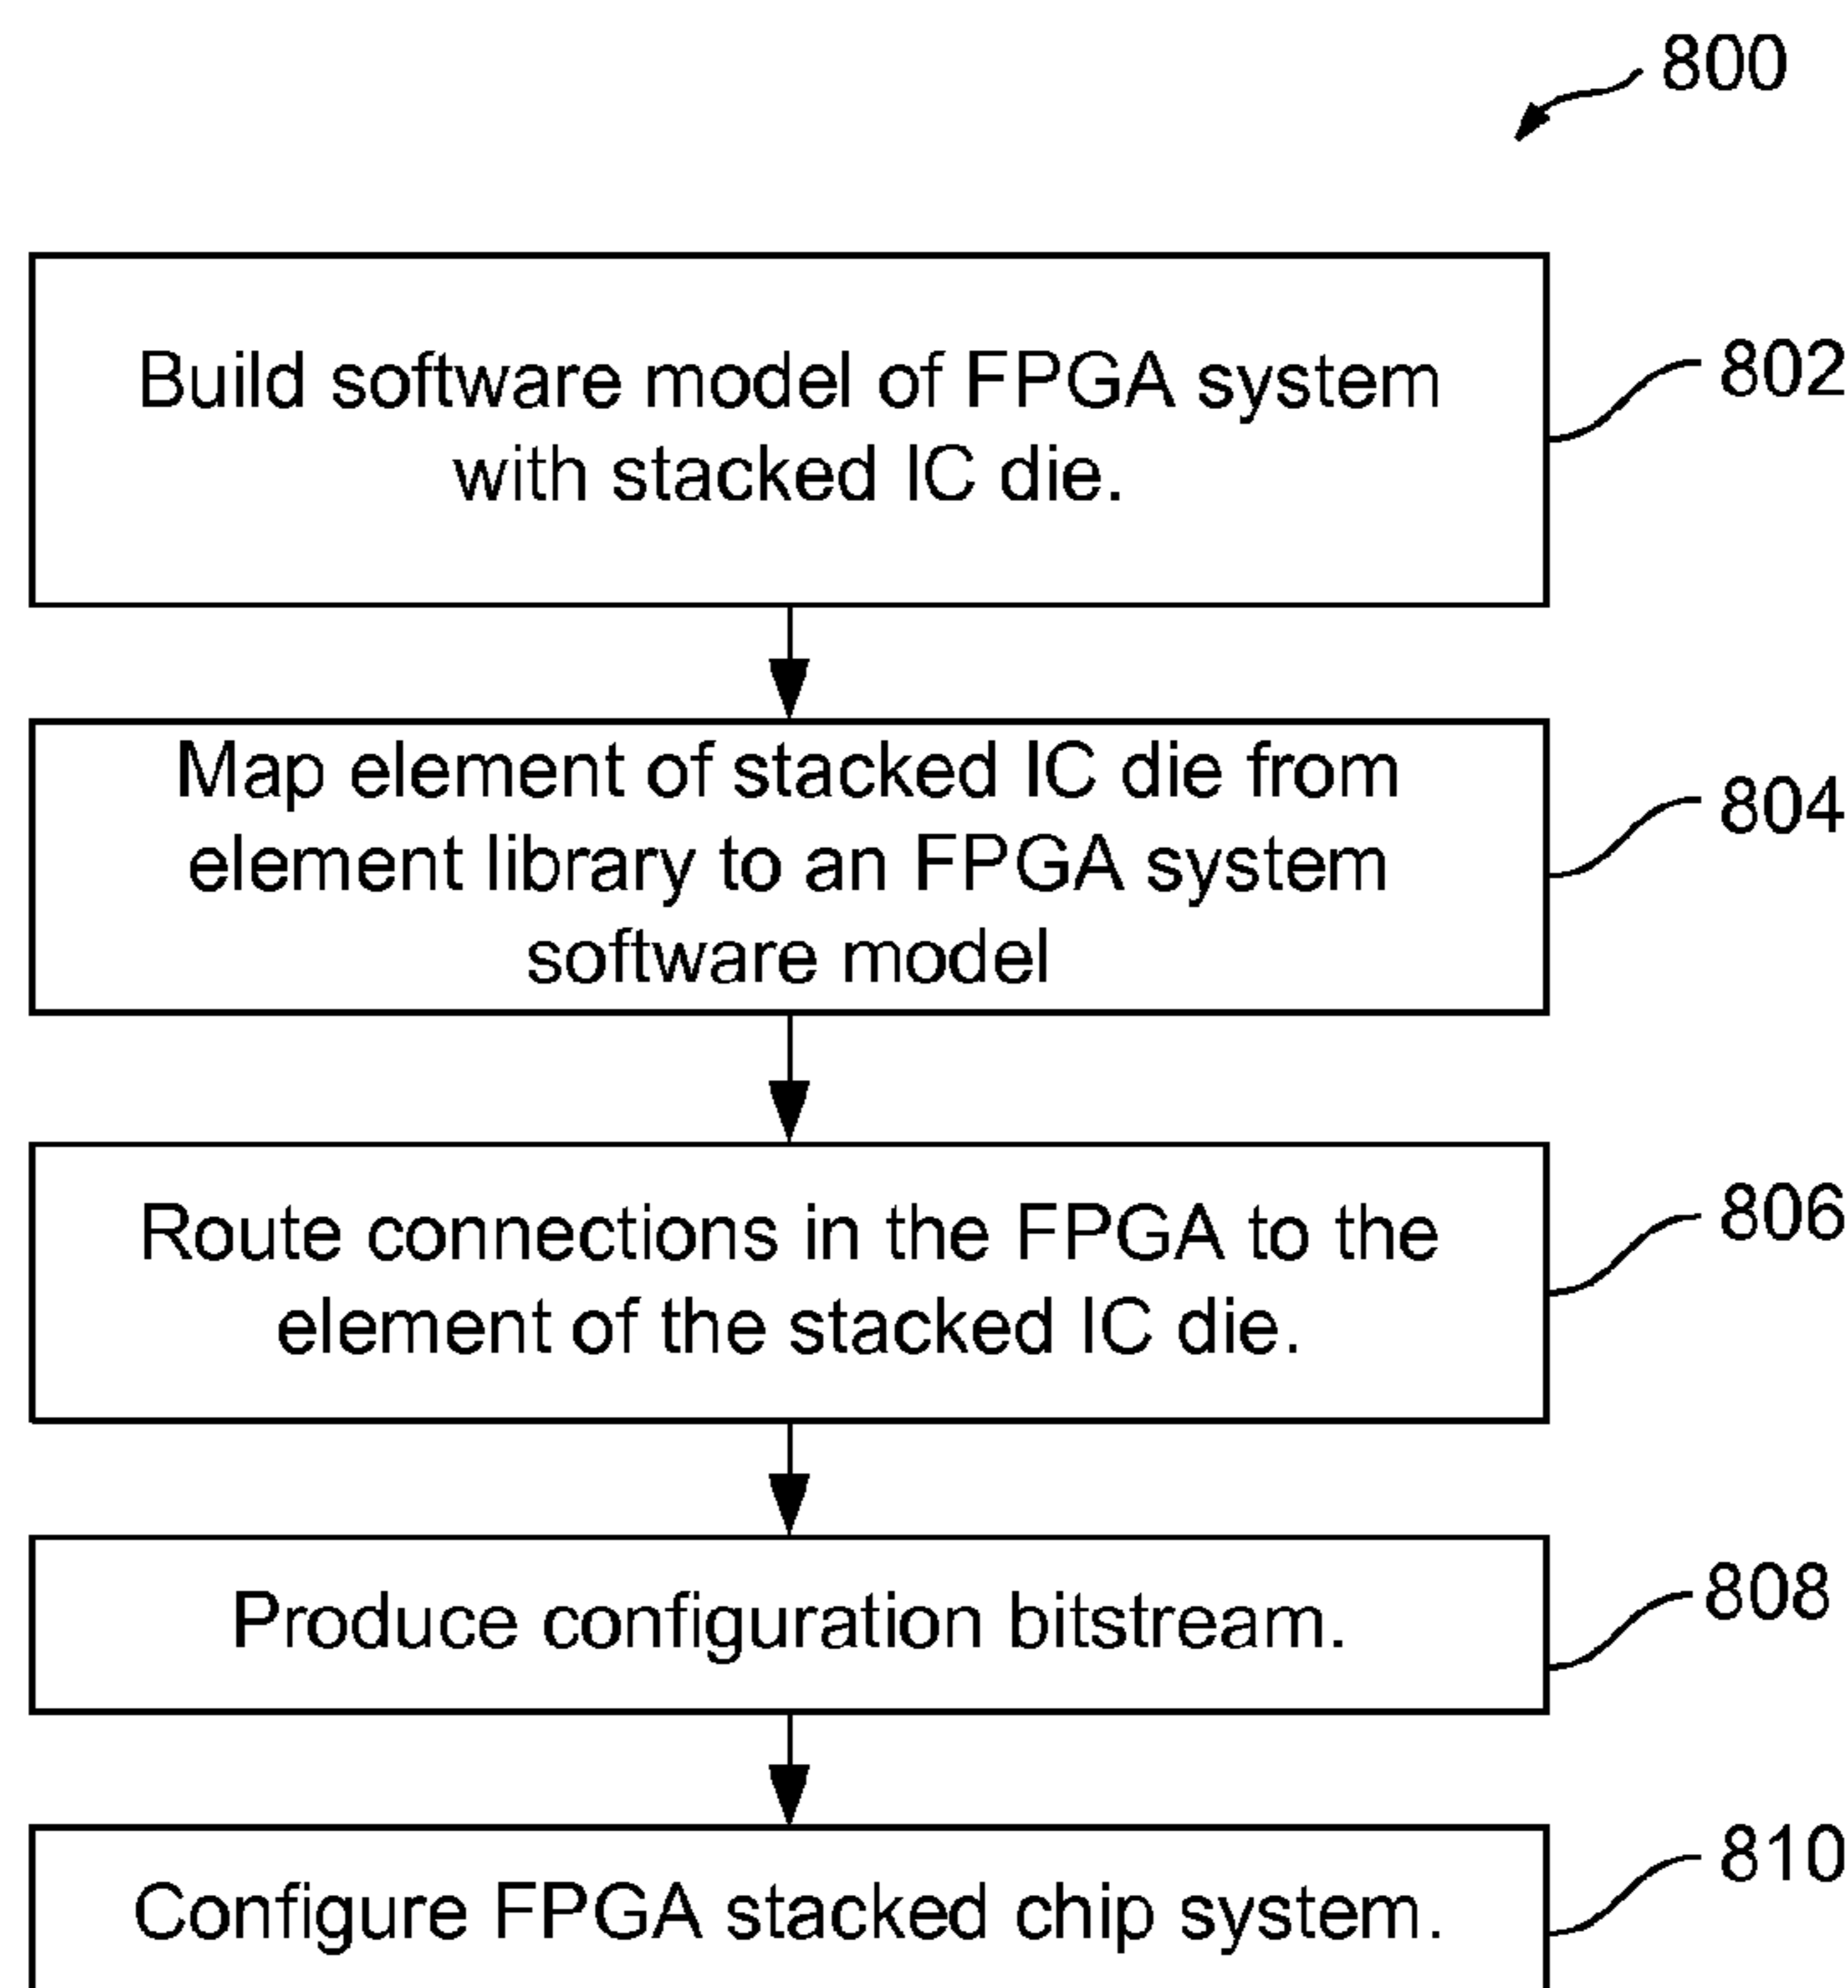 800
Build software model of FPGA system
with stacked IC die.
802
Map element of stacked IC die from
element library to an FPGA system
software model
804
Route connections in the FPGA to the
element of the stacked IC die.
806
Produce configuration bitstream.
808
Configure FPGA stacked chip system.
810